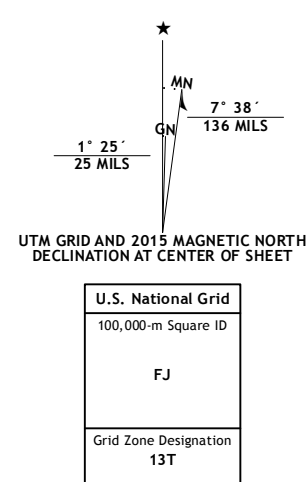 ★
MN
7° 38´
136 MILS
GN
1° 25´
25 MILS
UTM GRID AND 2015 MAGNETIC NORTH
DECLINATION AT CENTER OF SHEET
U.S. National Grid
100,000-m Square ID
FJ
Grid Zone Designation
13T